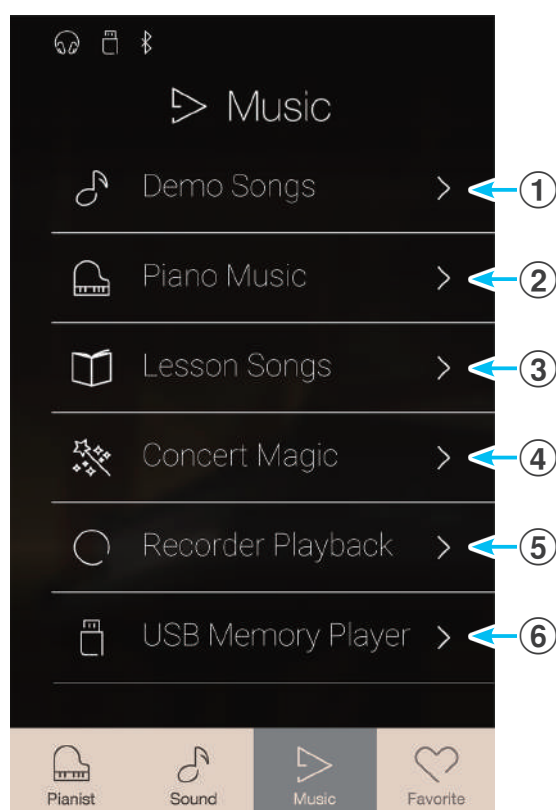 Music
Demo Songs
①
Piano Music
②
Lesson Songs
③
Concert Magic
④
Recorder Playback
⑤
USB Memory Player
⑥
Pianist
Sound
Music
Favorite